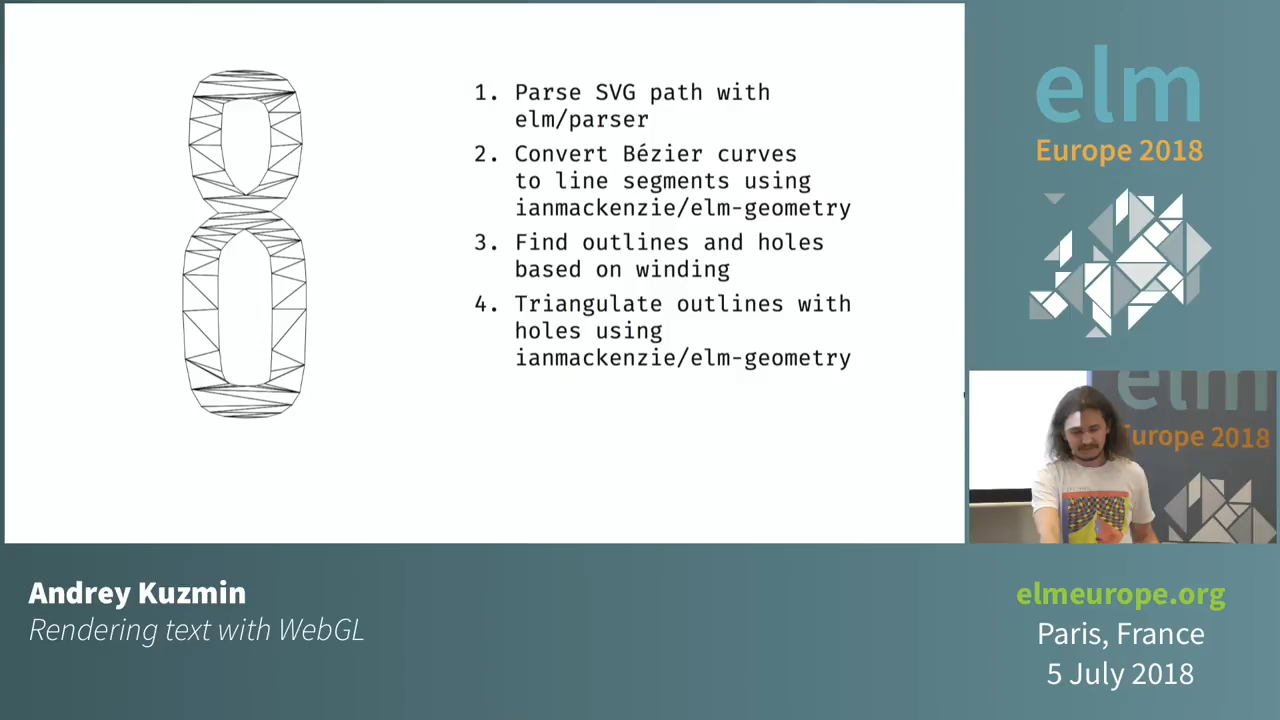 1. Parse SVG path with
elm/parser
2. Convert Bézier curves
to line segments using
ianmackenzie/elm-geometry
3. Find outlines and holes
based on winding
4. Triangulate outlines with
holes using
ianmackenzie/elm-geometry
elm
Europe 2018
elm
Europe 2018
Andrey Kuzmin
Rendering text with WebGL
elmeurope.org
Paris, France
5 July 2018